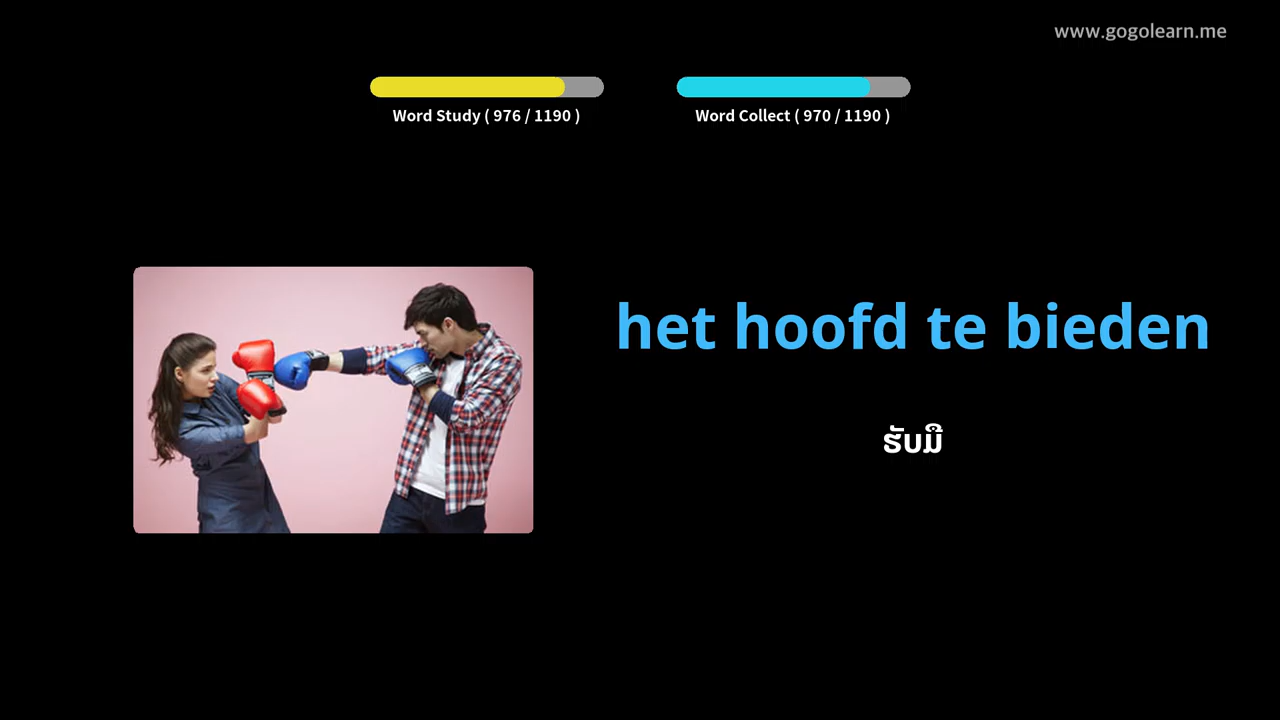 www.gogolearn.me
Word Study ( 976 / 1190 )
Word Collect ( 970 / 1190 )
het hoofd te bieden
ຮັບມື